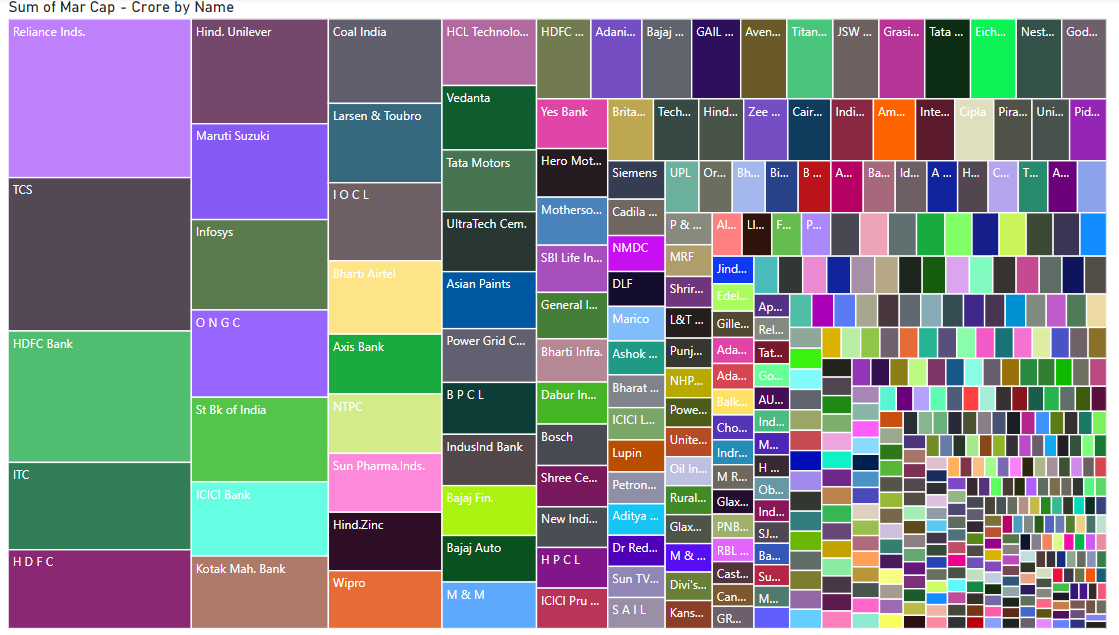 Sum of Mar Cap - Crore by Name
Reliance Inds.
TCS
HDFC Bank
ITC
H D F C
Hind. Unilever
Maruti Suzuki
Infosys
O N G C
St Bk of India
ICICI Bank
Kotak Mah. Bank
Coal India
Larsen & Toubro
I O C L
Bharti Airtel
Axis Bank
NTPC
Sun Pharma.Inds.
Hind.Zinc
Wipro
HCL Technolo...
Vedanta
Tata Motors
UltraTech Cem.
Asian Paints
Power Grid C...
B P C L
IndusInd Bank
Bajaj Fin.
Bajaj Auto
M & M
HDFC ...
Adani...
Bajaj ...
GAIL ...
Aven...
Titan...
JSW ...
Grasi...
Tata ...
Eich...
Nest...
God...
Yes Bank
Hero Mot...
Motherso...
SBI Life In...
General I...
Bharti Infra.
Dabur In...
Bosch
Shree Ce...
New Indi...
H P C L
ICICI Pru ...
Brita...
Tech...
Hind...
Zee ...
Cair...
Indi...
Am...
Inte...
Cipla
Pira...
Uni...
Pid...
Siemens
Cadila ...
NMDC
DLF
Marico
Ashok ...
Bharat ...
ICICI L...
Lupin
Petron...
Aditya ...
Dr Red...
Sun TV...
S A I L
UPL
Or...
Bh...
Bi...
B ...
A...
Ba...
Id...
A ...
H...
C...
T...
A...
P & ...
MRF
Shrir...
L&T ...
Punj...
NHP...
Powe...
Unite...
Oil In...
Rural...
Glax...
M & ...
Divi's...
Kans...
Al...
LI...
F...
P...
Jind...
Edel...
Gille...
Ada...
Ada...
Balk...
Cho...
Indr...
M R...
Glax...
PNB...
RBL ...
Cast...
Can...
GR...
Ap...
Rel...
Tat...
Go...
AU...
Ind...
M...
H ...
Ob...
Ind...
SJ...
Ba...
Su...
M...